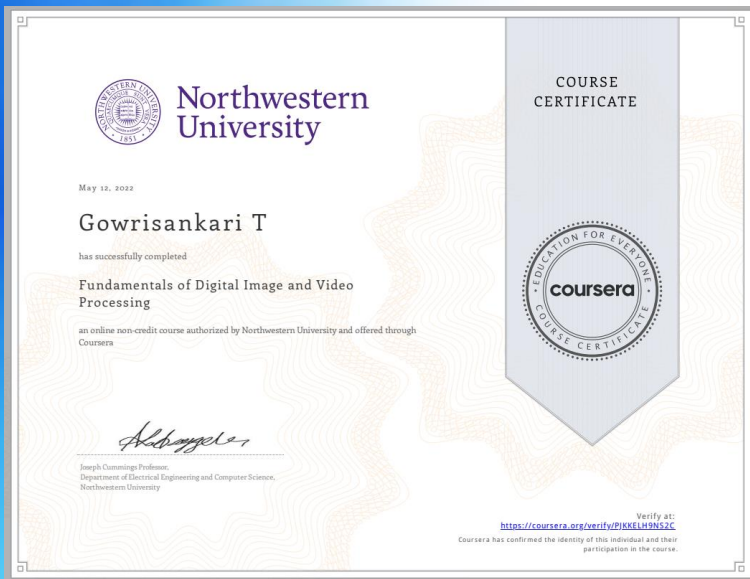 Northwestern
University
NORTHWESTERN UNIVERSITY
1851
May 12, 2022
Gowrisankari T
has successfully completed
Fundamentals of Digital Image and Video
Processing
an online non-credit course authorized by Northwestern University and offered through
Coursera
Joseph Cummings Professor,
Department of Electrical Engineering and Computer Science,
Northwestern University
COURSE
CERTIFICATE
EDUCATION FOR EVERYONE
coursera
COURSE CERTIFICATE
Verify at:
https://coursera.org/verify/PJKKELH9NS2C
Coursera has confirmed the identity of this individual and their
participation in the course.